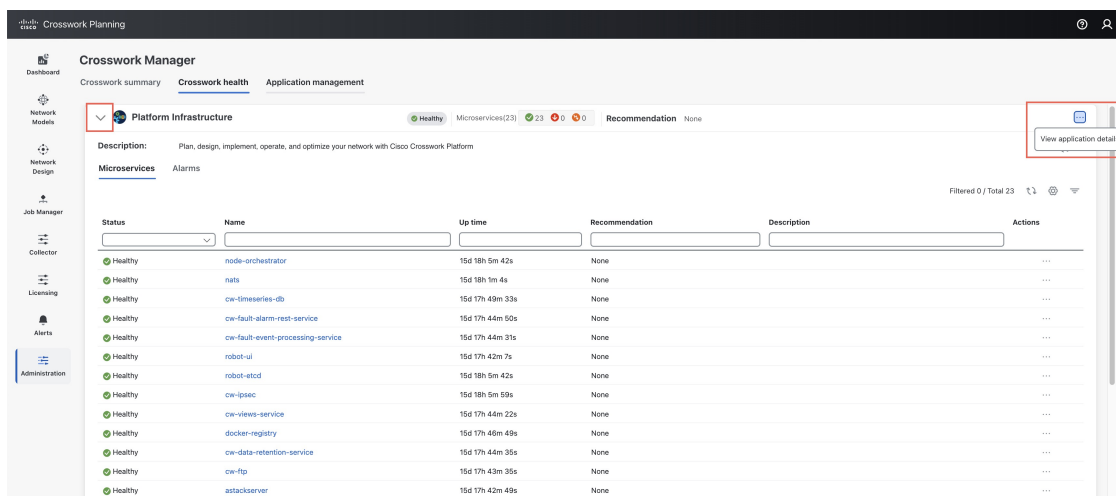 cisco Crosswork Planning
Crosswork Manager
Crosswork summary Crosswork health Application management
Dashboard
Network Models
Network Design
Job Manager
Collector
Licensing
Alerts
Administration
Platform Infrastructure Healthy Microservices(23) 23 0 0 Recommendation None
View application detail
Description: Plan, design, implement, operate, and optimize your network with Cisco Crosswork Platform
Microservices Alarms
Filtered 0 / Total 23
Status Name Up time Recommendation Description Actions
Healthy node-orchestrator 15d 18h 5m 42s None ...
Healthy nats 15d 18h 1m 4s None ...
Healthy cw-timeseries-db 15d 17h 49m 33s None ...
Healthy cw-fault-alarm-rest-service 15d 17h 44m 50s None ...
Healthy cw-fault-event-processing-service 15d 17h 44m 31s None ...
Healthy robot-ui 15d 17h 42m 7s None ...
Healthy robot-etcd 15d 18h 5m 42s None ...
Healthy cw-ipsec 15d 18h 5m 59s None ...
Healthy cw-views-service 15d 17h 44m 22s None ...
Healthy docker-registry 15d 17h 46m 49s None ...
Healthy cw-data-retention-service 15d 17h 44m 35s None ...
Healthy cw-ftp 15d 17h 43m 35s None ...
Healthy astackserver 15d 17h 42m 49s None ...